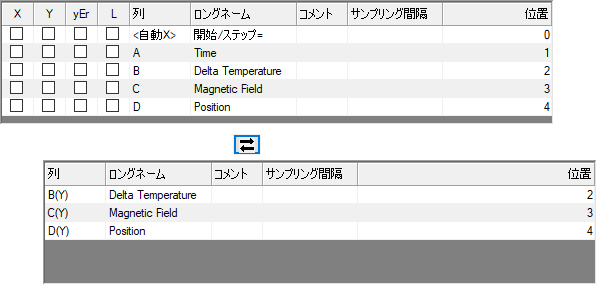 X Y yEr L 列 ロングネーム コメント サンプリング間隔 位置
<自動X> 開始/ステップ= 0
A Time 1
B Delta Temperature 2
C Magnetic Field 3
D Position 4
列 ロングネーム コメント サンプリング間隔 位置
B(Y) Delta Temperature 2
C(Y) Magnetic Field 3
D(Y) Position 4